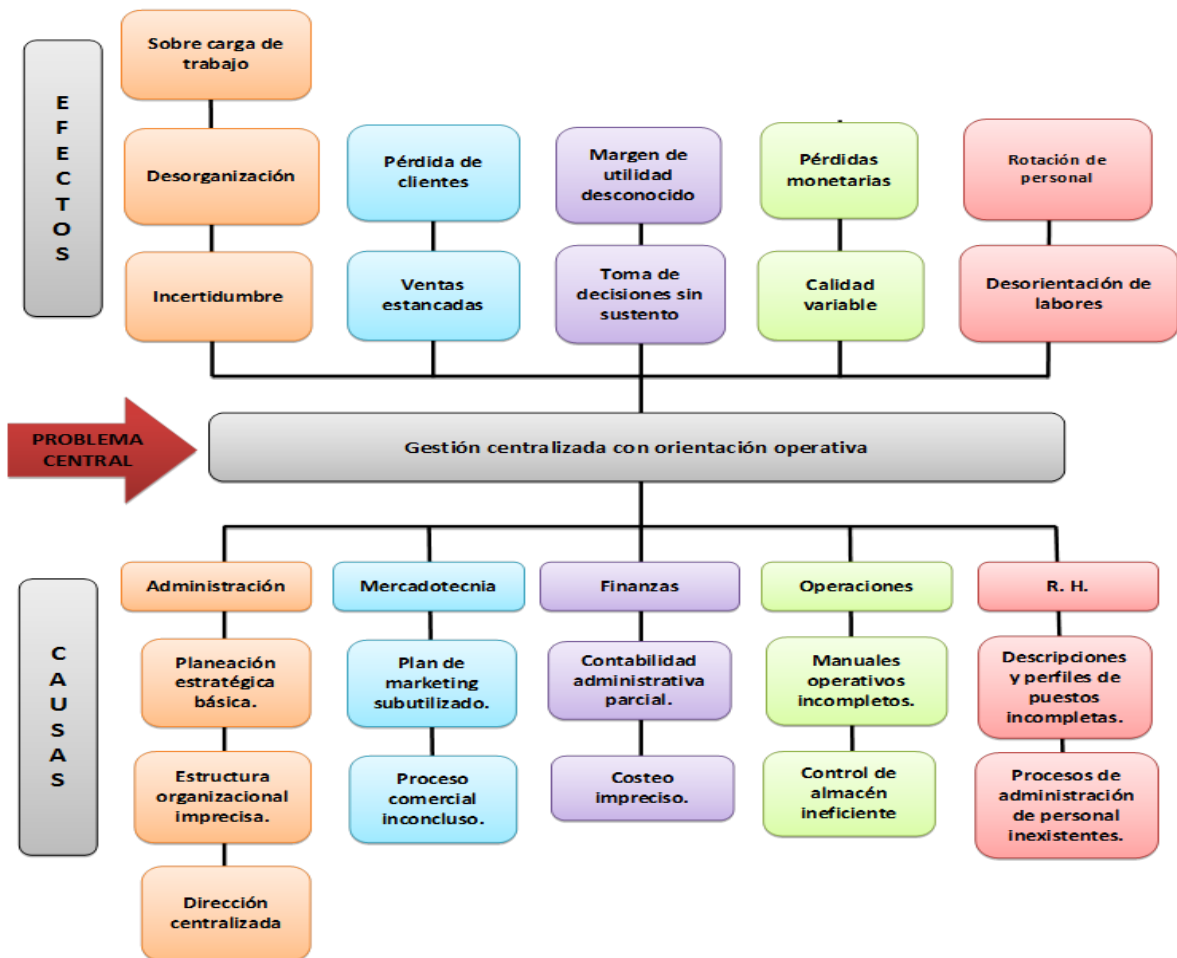 EFECTOS
Sobre carga de
trabajo
Desorganización
Incertidumbre
Pérdida de
clientes
Ventas
estancadas
Margen de
utilidad
desconocido
Toma de
decisiones sin
sustento
Pérdidas
monetarias
Calidad
variable
Rotación de
personal
Desorientación de
labores
PROBLEMA
CENTRAL
Gestión centralizada con orientación operativa
CAUSAS
Administración
Planeación
estratégica
básica.
Estructura
organizacional
imprecisa.
Dirección
centralizada
Mercadotecnia
Plan de
marketing
subutilizado.
Proceso
comercial
inconcluso.
Finanzas
Contabilidad
administrativa
parcial.
Costeo
impreciso.
Operaciones
Manuales
operativos
incompletos.
Control de
almacén
ineficiente
R. H.
Descripciones
y perfiles de
puestos
incompletas.
Procesos de
administración
de personal
inexistentes.